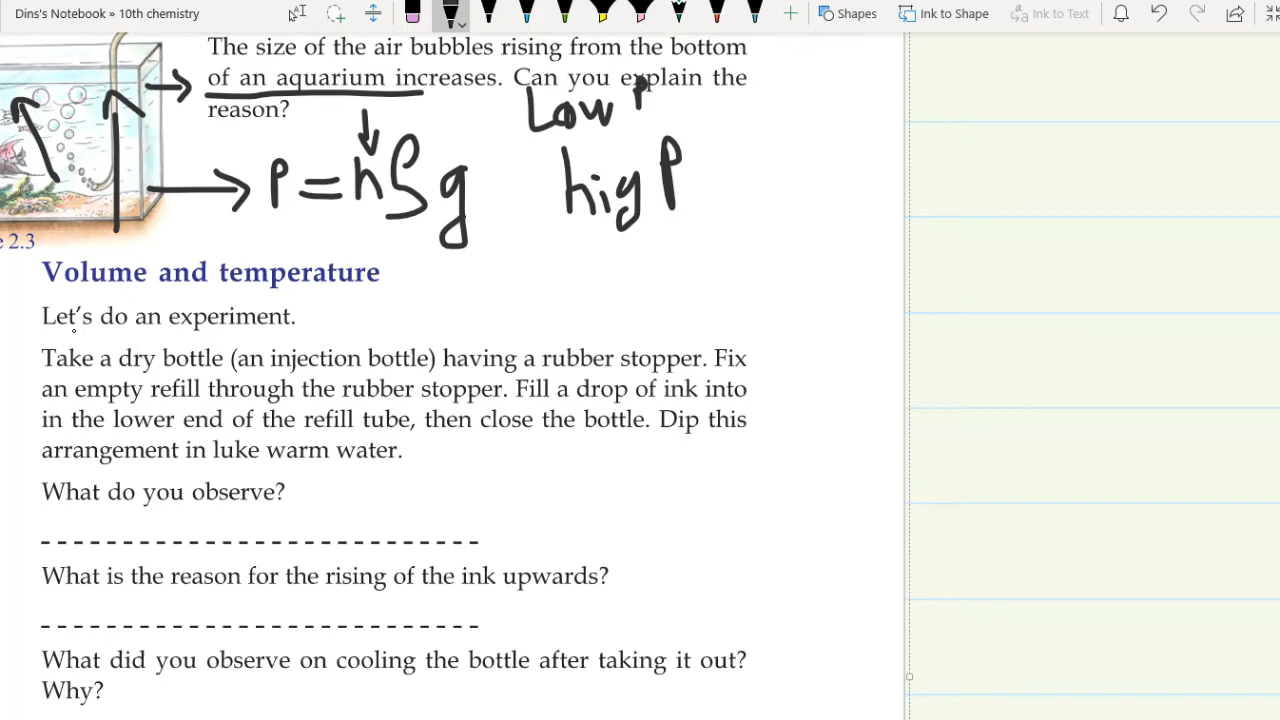 Dins's Notebook » 10th chemistry
Shapes
Ink to Shape
Ink to Text
The size of the air bubbles rising from the bottom
of an aquarium increases. Can you explain the
reason?
Low P
P = hρg
hig P
e 2.3
Volume and temperature
Let's do an experiment.
Take a dry bottle (an injection bottle) having a rubber stopper. Fix
an empty refill through the rubber stopper. Fill a drop of ink into
in the lower end of the refill tube, then close the bottle. Dip this
arrangement in luke warm water.
What do you observe?
What is the reason for the rising of the ink upwards?
What did you observe on cooling the bottle after taking it out?
Why?